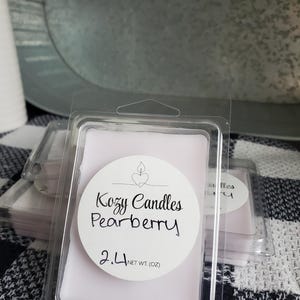 Kozy Candles
Pearberry
2.4 NET WT. (OZ)